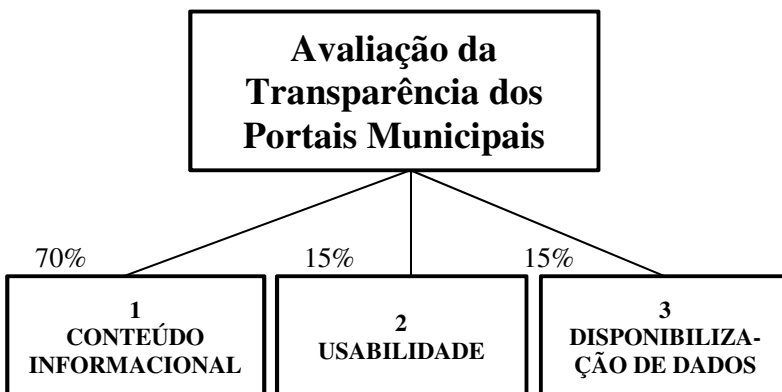 Avaliação da
Transparência dos
Portais Municipais
70%
15%
15%
1
CONTEÚDO
INFORMACIONAL
2
USABILIDADE
3
DISPONIBILIZA-
ÇÃO DE DADOS